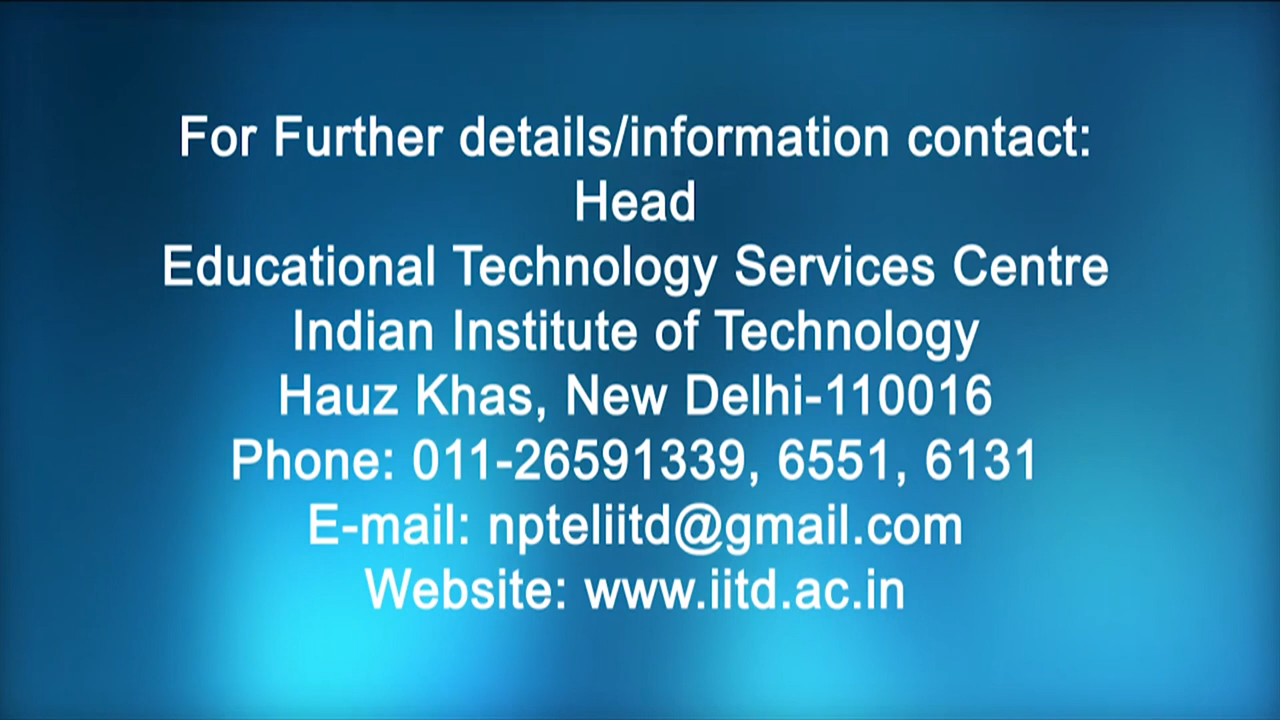 For Further details/information contact:
Head
Educational Technology Services Centre
Indian Institute of Technology
Hauz Khas, New Delhi-110016
Phone: 011-26591339, 6551, 6131
E-mail: npteliitd@gmail.com
Website: www.iitd.ac.in